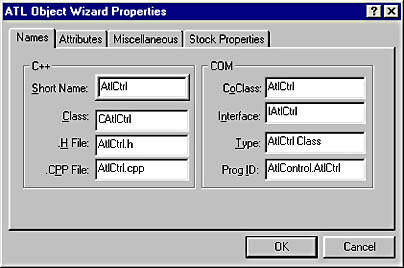 ATL Object Wizard Properties
Names Attributes Miscellaneous Stock Properties
C++ COM
Short Name: AtlCtrl CoClass: AtlCtrl
Class: CAtlCtrl Interface: IAtlCtrl
.H File: AtlCtrl.h Type: AtlCtrl Class
.CPP File: AtlCtrl.cpp Prog ID: AtlControl.AtlCtrl
OK Cancel